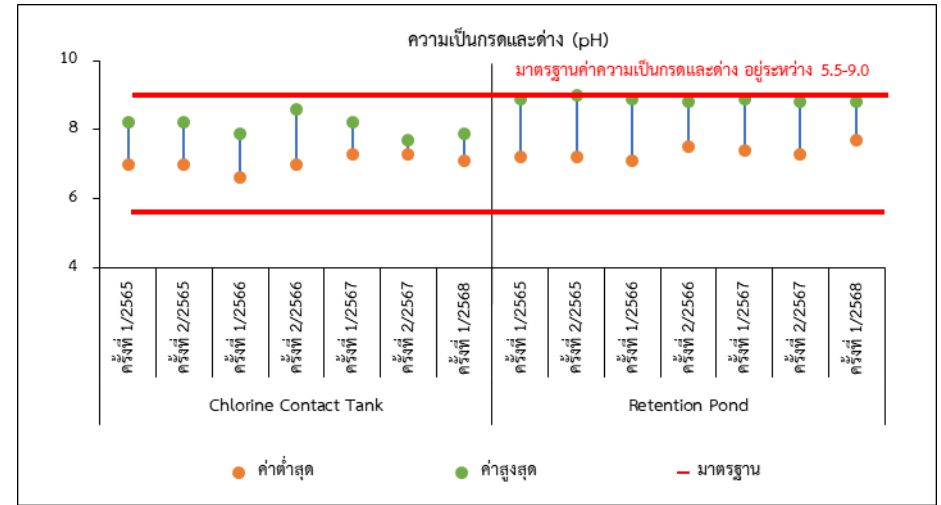 ความเป็นกรดและด่าง (pH)
มาตรฐานค่าความเป็นกรดและด่าง อยู่ระหว่าง 5.5-9.0
10
8
6
4
ครั้งที่ 1/2565
ครั้งที่ 2/2565
ครั้งที่ 1/2566
ครั้งที่ 2/2566
ครั้งที่ 1/2567
ครั้งที่ 2/2567
ครั้งที่ 1/2568
ครั้งที่ 1/2565
ครั้งที่ 2/2565
ครั้งที่ 1/2566
ครั้งที่ 2/2566
ครั้งที่ 1/2567
ครั้งที่ 2/2567
ครั้งที่ 1/2568
Chlorine Contact Tank
Retention Pond
ค่าต่ำสุด ค่าสูงสุด มาตรฐาน